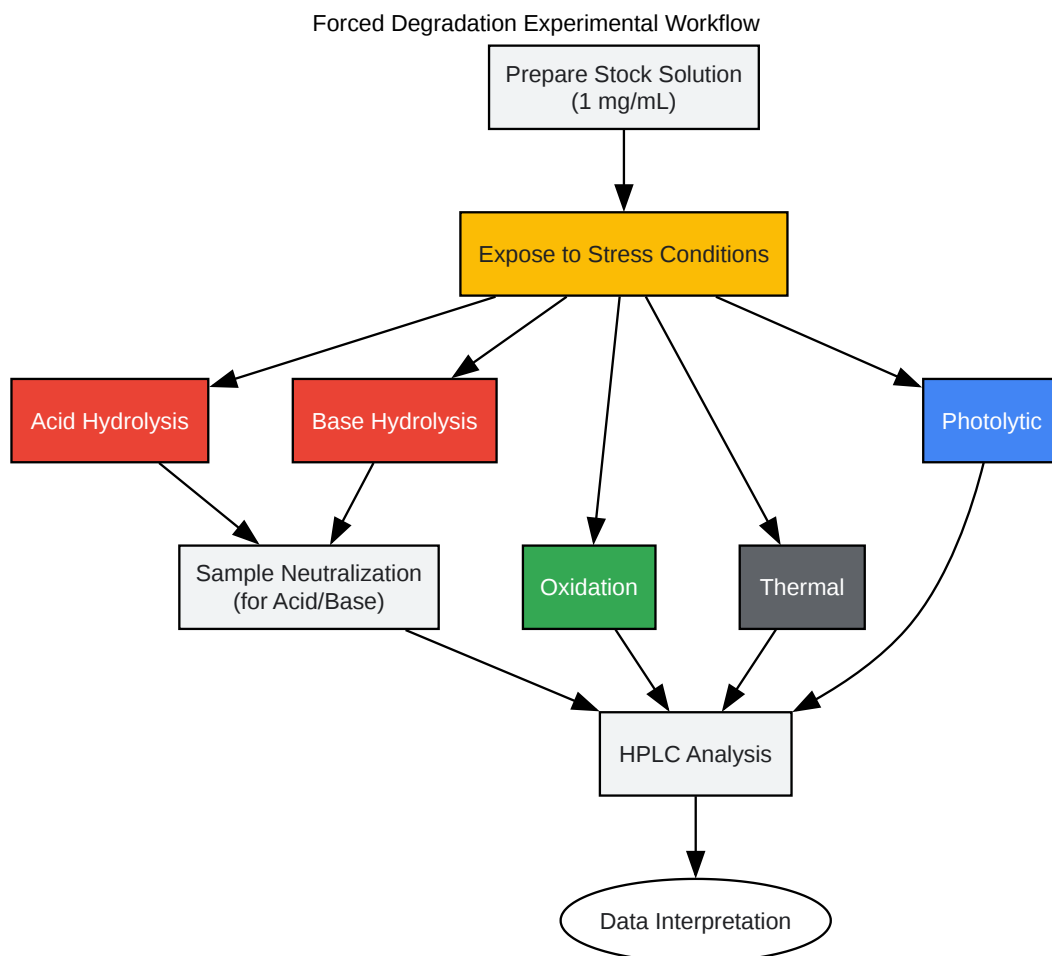 Forced Degradation Experimental Workflow
Prepare Stock Solution
(1 mg/mL)
Expose to Stress Conditions
Acid Hydrolysis
Base Hydrolysis
Photolytic
Sample Neutralization
(for Acid/Base)
Oxidation
Thermal
HPLC Analysis
Data Interpretation